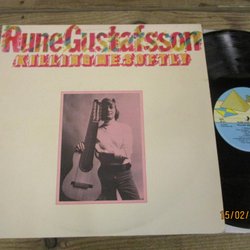 Rune Gustafsson
KILLING ME SOFTLY
15/02/